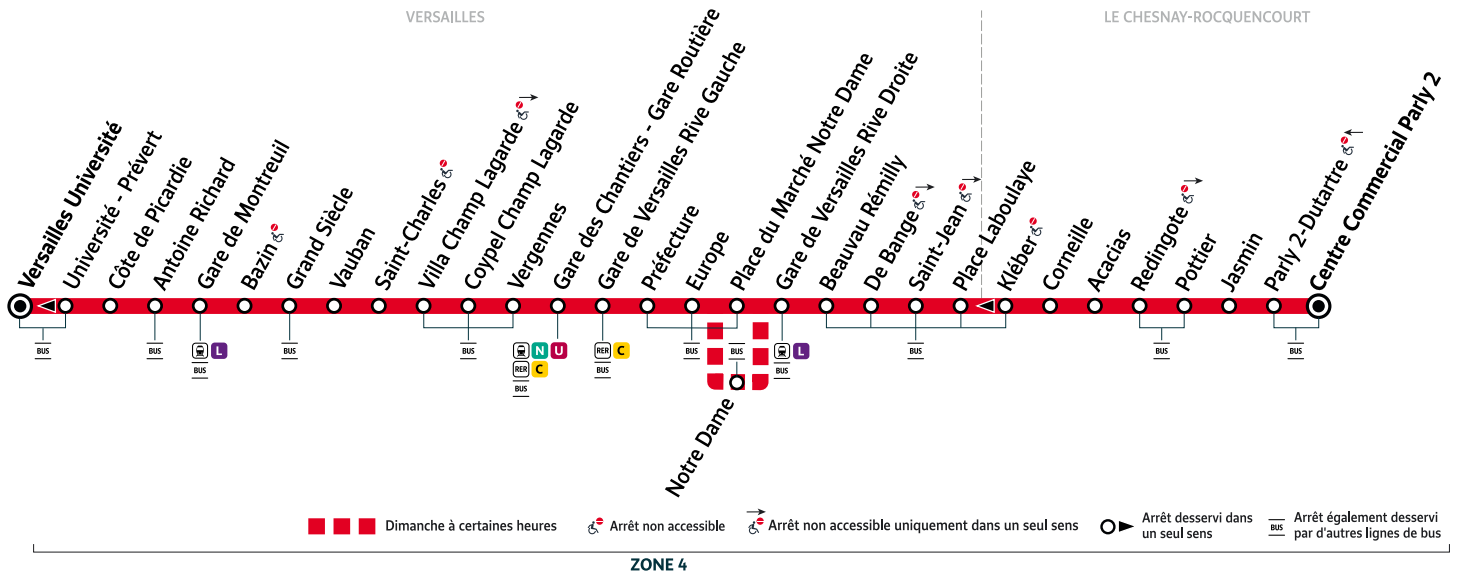 VERSAILLES
LE CHESNAY-ROCQUENCOURT
Versailles Université
Université - Prévert
Côte de Picardie
Antoine Richard
Gare de Montreuil
Bazin
Grand Siècle
Vauban
Saint-Charles
Villa Champ Lagarde
Coypel Champ Lagarde
Vergennes
Gare des Chantiers - Gare Routière
Gare de Versailles Rive Gauche
Préfecture
Europe
Place du Marché Notre Dame
Gare de Versailles Rive Droite
Beauvau Rémilly
De Bange
Saint-Jean
Place Laboulaye
Kléber
Corneille
Acacias
Redingote
Pottier
Jasmin
Parly 2-Dutartre
Centre Commercial Parly 2
BUS
BUS
L
BUS
BUS
BUS
N U
RER C
BUS
RER C
BUS
BUS
BUS
L
BUS
BUS
BUS
BUS
Notre Dame
Dimanche à certaines heures
Arrêt non accessible
Arrêt non accessible uniquement dans un seul sens
Arrêt desservi dans
un seul sens
BUS
Arrêt également desservi
par d'autres lignes de bus
ZONE 4